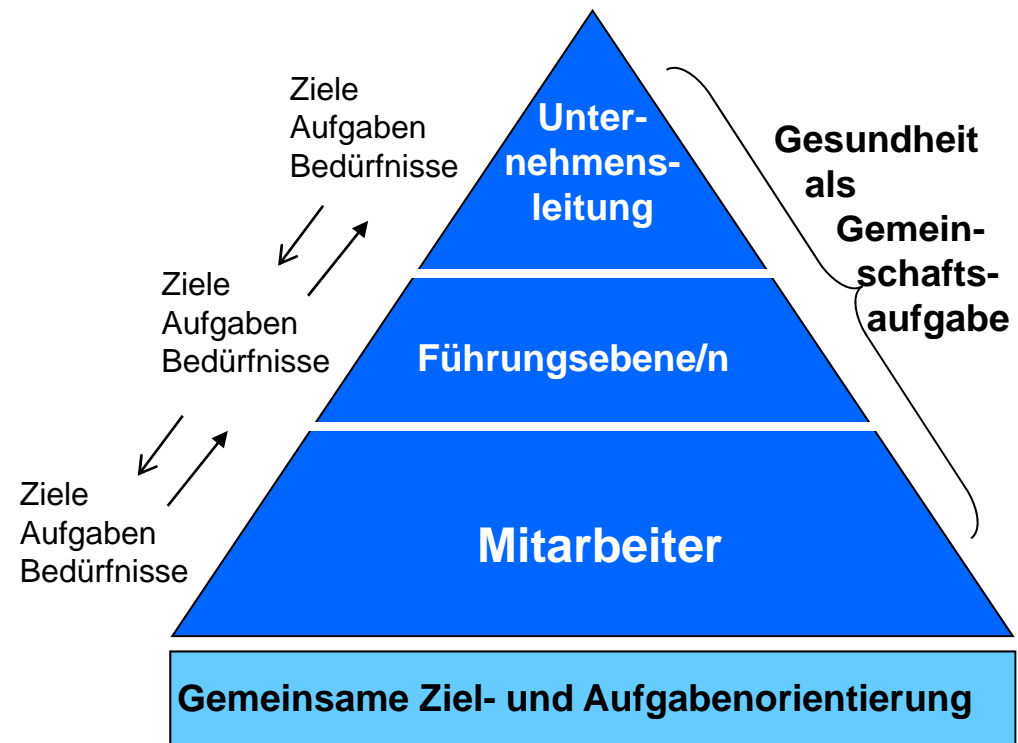 Ziele
Aufgaben
Bedürfnisse
Unter-
nehmens-
leitung
Gesundheit
als
Gemein-
schafts-
aufgabe
Ziele
Aufgaben
Bedürfnisse
Führungsebene/n
Ziele
Aufgaben
Bedürfnisse
Mitarbeiter
Gemeinsame Ziel- und Aufgabenorientierung